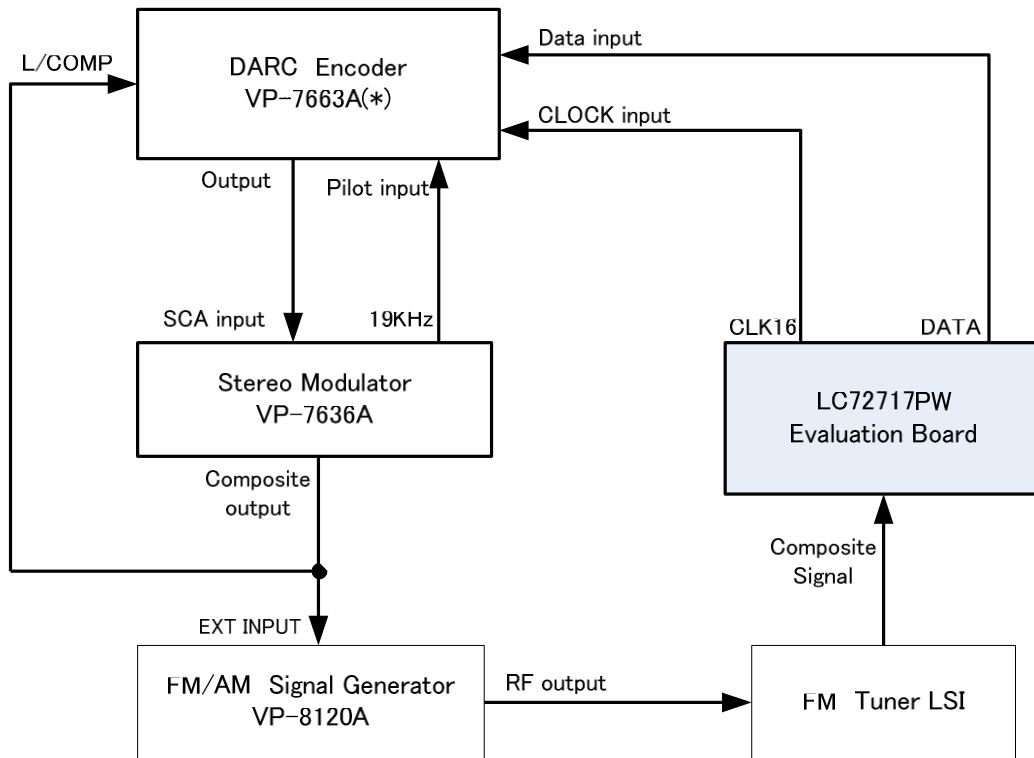 L/COMP
DARC Encoder
VP-7663A(*)
Data input
CLOCK input
Output
Pilot input
SCA input
19KHz
CLK16
DATA
Stereo Modulator
VP-7636A
LC72717PW
Evaluation Board
Composite
output
Composite
Signal
EXT INPUT
FM/AM Signal Generator
VP-8120A
RF output
FM Tuner LSI